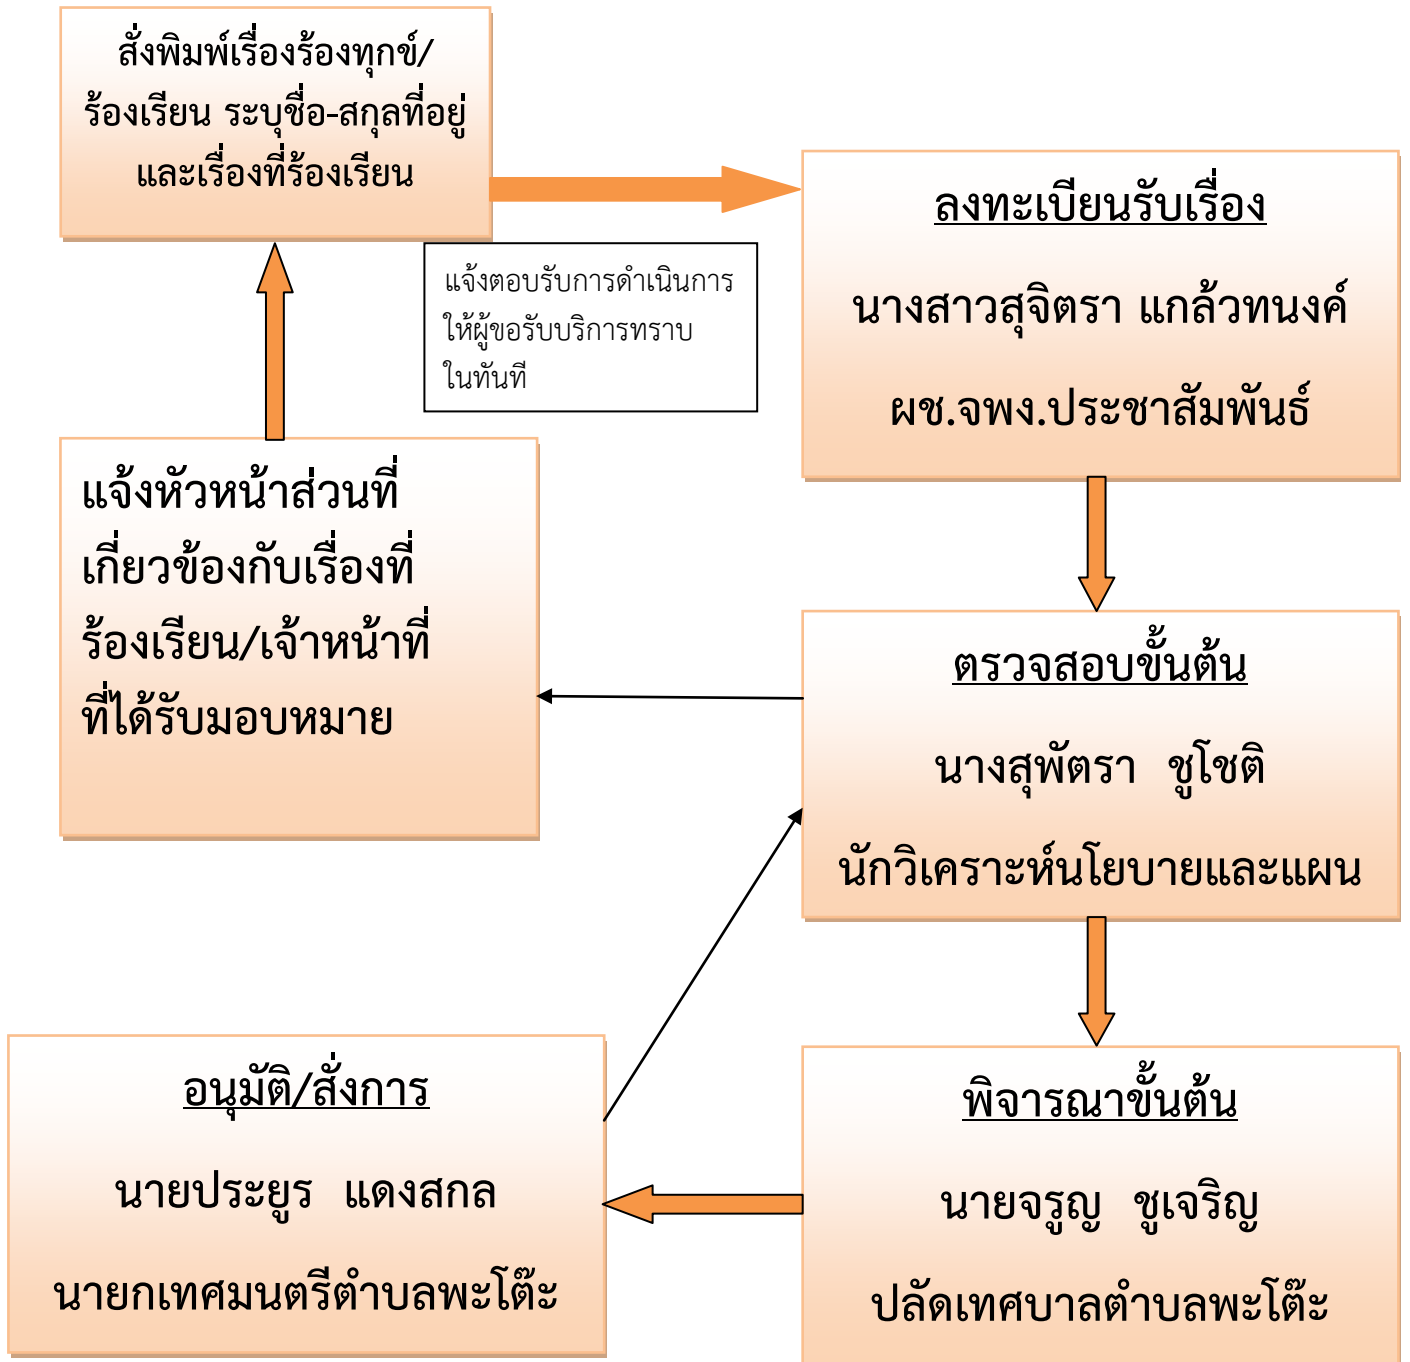 สั่งพิมพ์เรื่องร้องทุกข์/
ร้องเรียน ระบุชื่อ-สกุลที่อยู่
และเรื่องที่ร้องเรียน
ลงทะเบียนรับเรื่อง
นางสาวสุจิตรา แกล้วทนงค์
ผช.จพง.ประชาสัมพันธ์
แจ้งตอบรับการดำเนินการ
ให้ผู้ขอรับบริการทราบ
ในทันที
แจ้งหัวหน้าส่วนที่
เกี่ยวข้องกับเรื่องที่
ร้องเรียน/เจ้าหน้าที่
ที่ได้รับมอบหมาย
ตรวจสอบขั้นต้น
นางสุพัตรา ชูโชติ
นักวิเคราะห์นโยบายและแผน
อนุมัติ/สั่งการ
นายประยูร แดงสกล
นายกเทศมนตรีตำบลพะโต๊ะ
พิจารณาขั้นต้น
นายจรูญ ชูเจริญ
ปลัดเทศบาลตำบลพะโต๊ะ